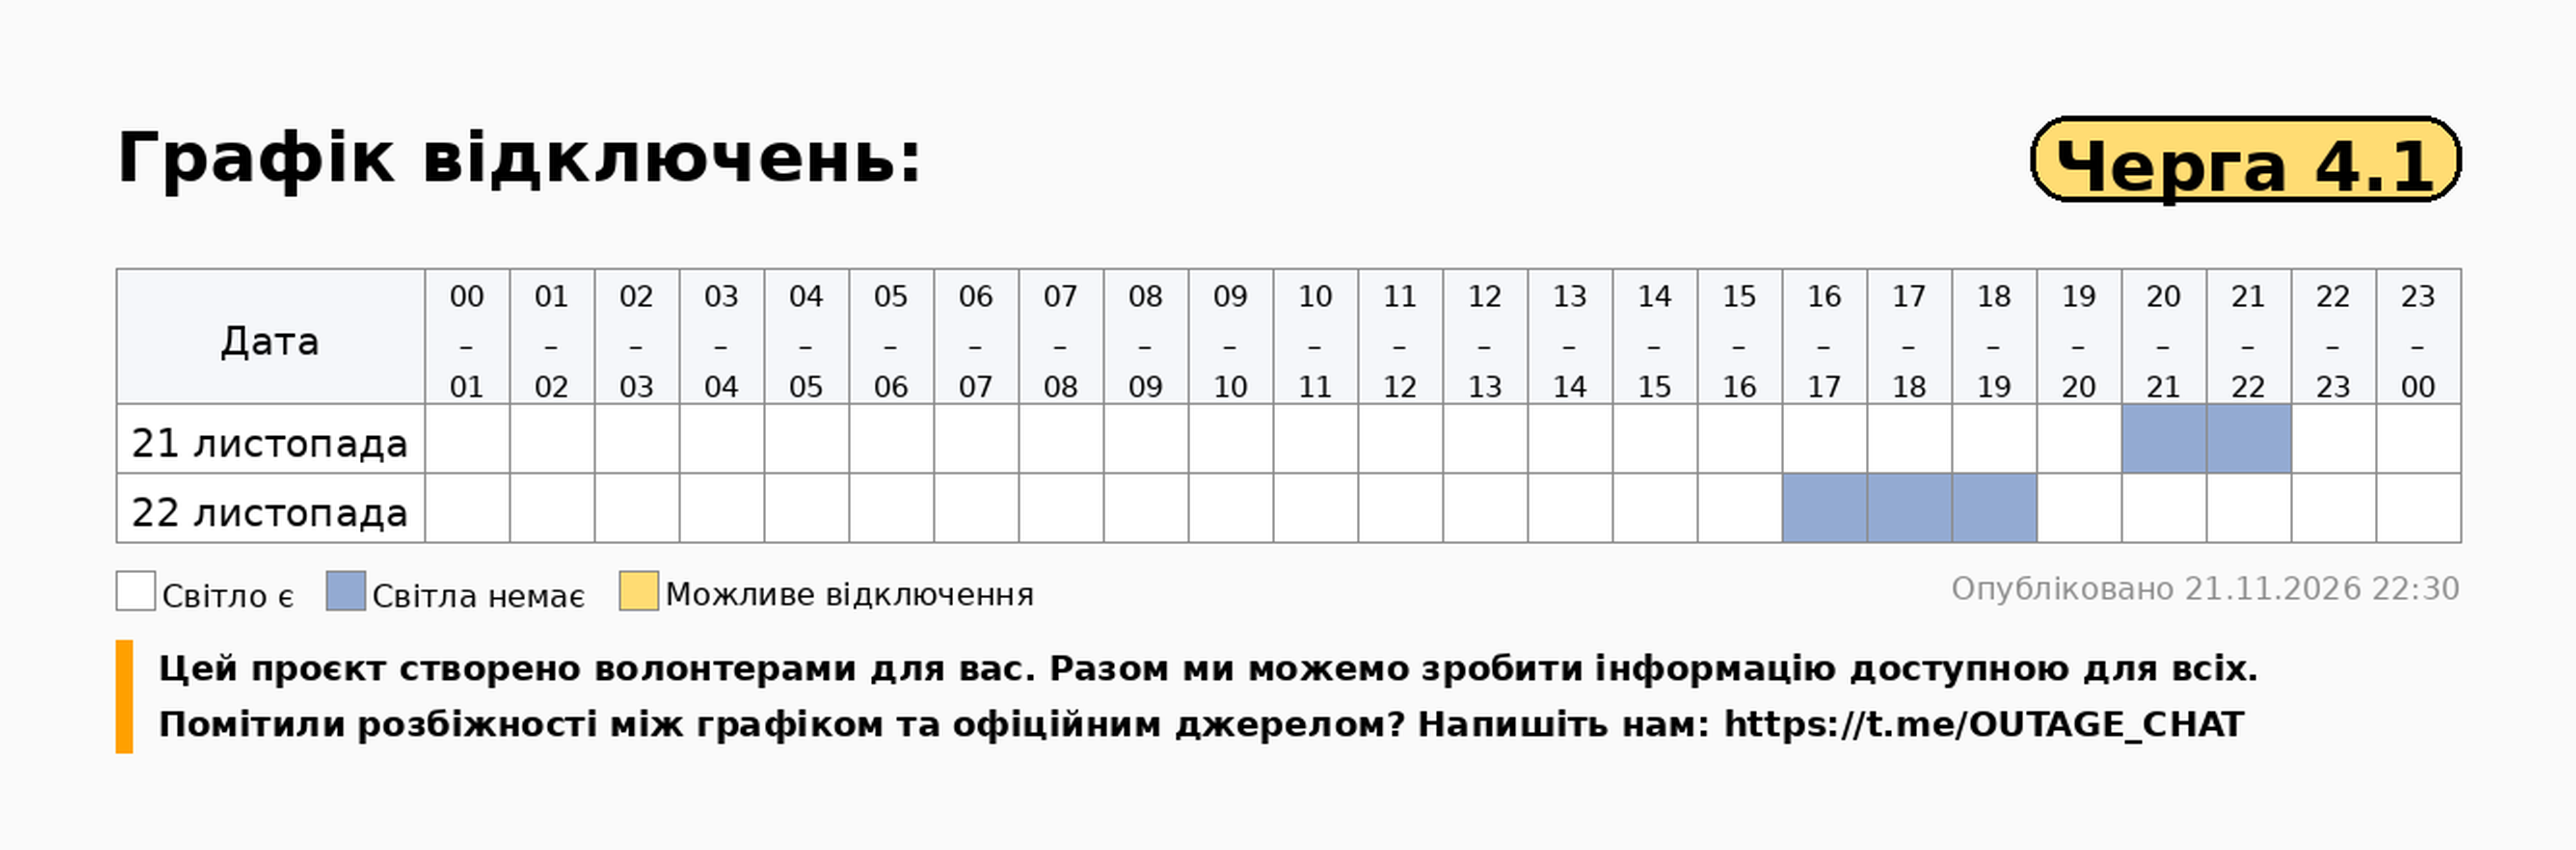 Графік відключень:
Черга 4.1
Дата 00 – 01 01 – 02 02 – 03 03 – 04 04 – 05 05 – 06 06 – 07 07 – 08 08 – 09 09 – 10 10 – 11 11 – 12 12 – 13 13 – 14 14 – 15 15 – 16 16 – 17 17 – 18 18 – 19 19 – 20 20 – 21 21 – 22 22 – 23 23 – 00
21 листопада
22 листопада
Світло є Світла немає Можливе відключення
Опубліковано 21.11.2026 22:30
Цей проєкт створено волонтерами для вас. Разом ми можемо зробити інформацію доступною для всіх.
Помітили розбіжності між графіком та офіційним джерелом? Напишіть нам: https://t.me/OUTAGE_CHAT